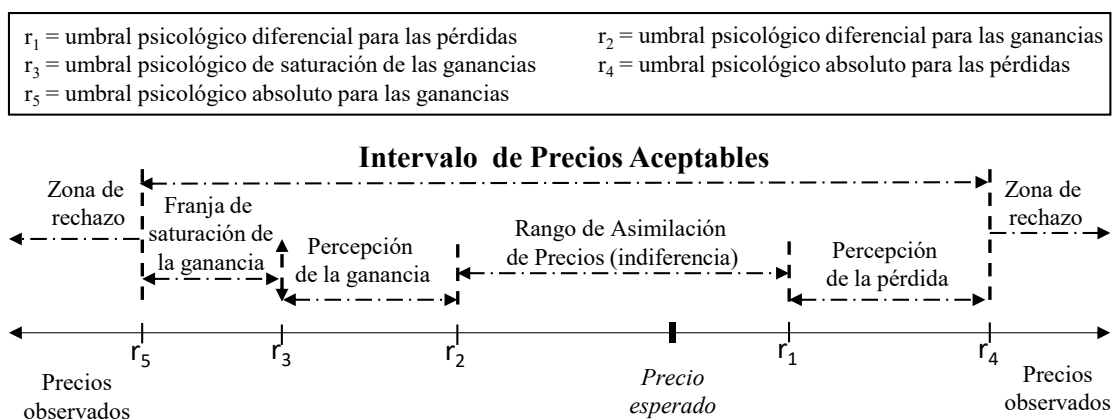 r₁ = umbral psicológico diferencial para las pérdidas
r₂ = umbral psicológico diferencial para las ganancias
r₃ = umbral psicológico de saturación de las ganancias
r₄ = umbral psicológico absoluto para las pérdidas
r₅ = umbral psicológico absoluto para las ganancias
Intervalo de Precios Aceptables
Zona de
rechazo
Franja de
saturación de
la ganancia
Percepción
de la ganancia
Rango de Asimilación
de Precios (indiferencia)
Percepción
de la pérdida
Zona de
rechazo
r₅
r₃
r₂
r₁
r₄
Precios
observados
Precio
esperado
Precios
observados